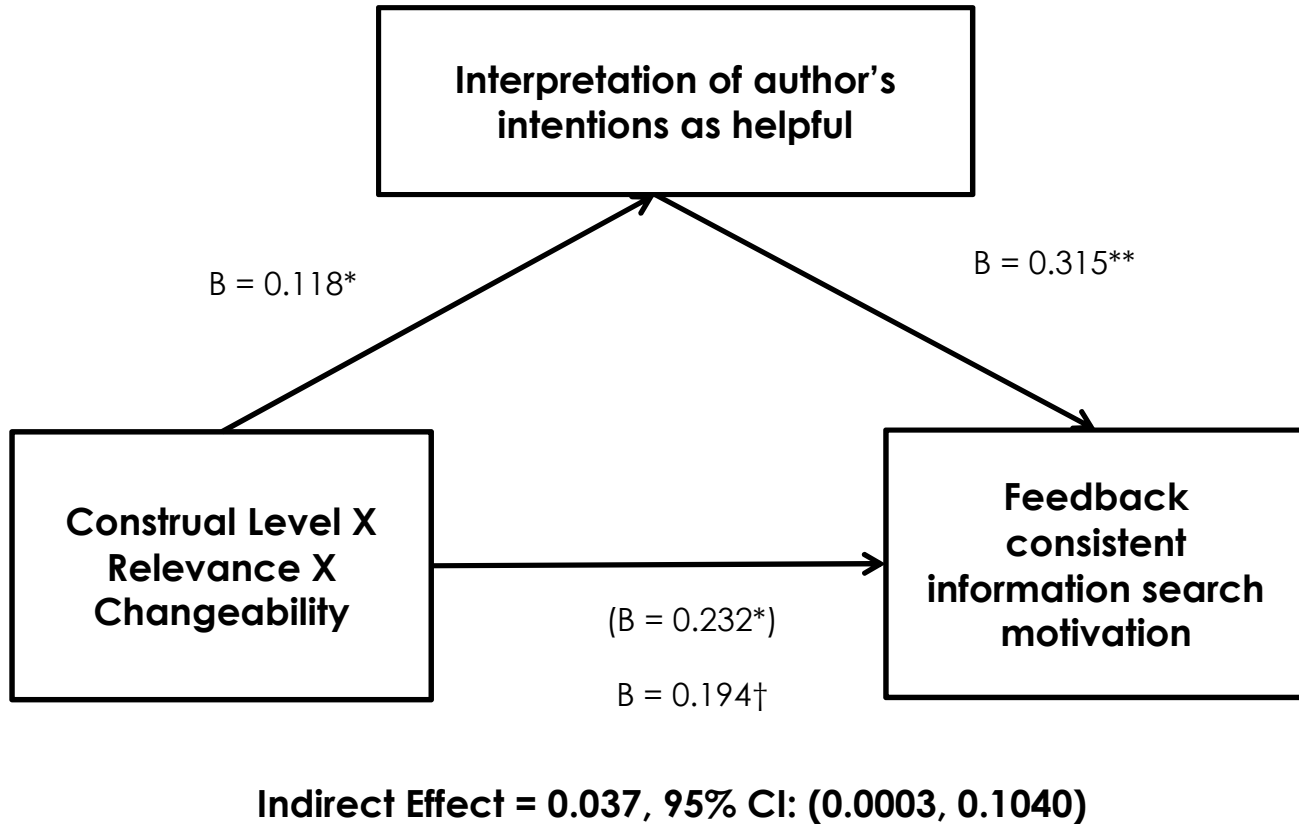 Interpretation of author’s
intentions as helpful
B = 0.118*
B = 0.315**
Construal Level X
Relevance X
Changeability
(B = 0.232*)
B = 0.194†
Feedback
consistent
information search
motivation
Indirect Effect = 0.037, 95% CI: (0.0003, 0.1040)